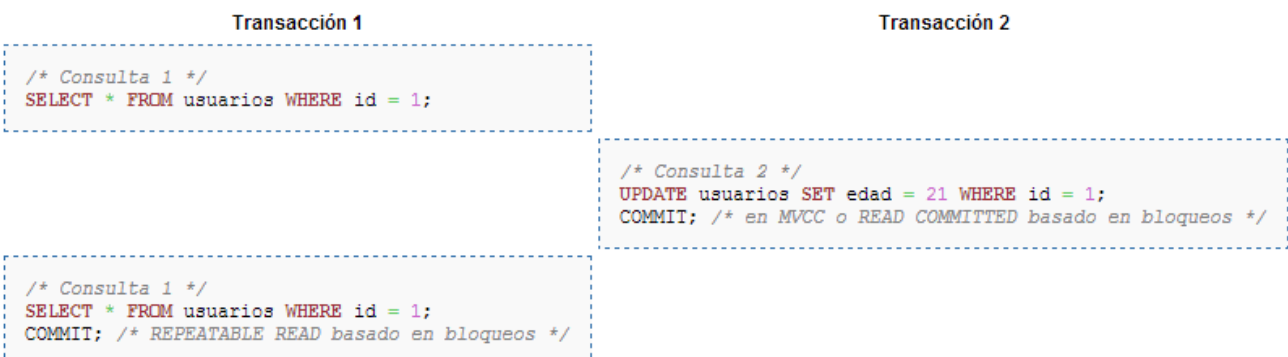 Transacción 1
Transacción 2
/* Consulta 1 */
SELECT * FROM usuarios WHERE id = 1;
/* Consulta 2 */
UPDATE usuarios SET edad = 21 WHERE id = 1;
COMMIT; /* en MVCC o READ COMMITTED basado en bloqueos */
/* Consulta 1 */
SELECT * FROM usuarios WHERE id = 1;
COMMIT; /* REPEATABLE READ basado en bloqueos */